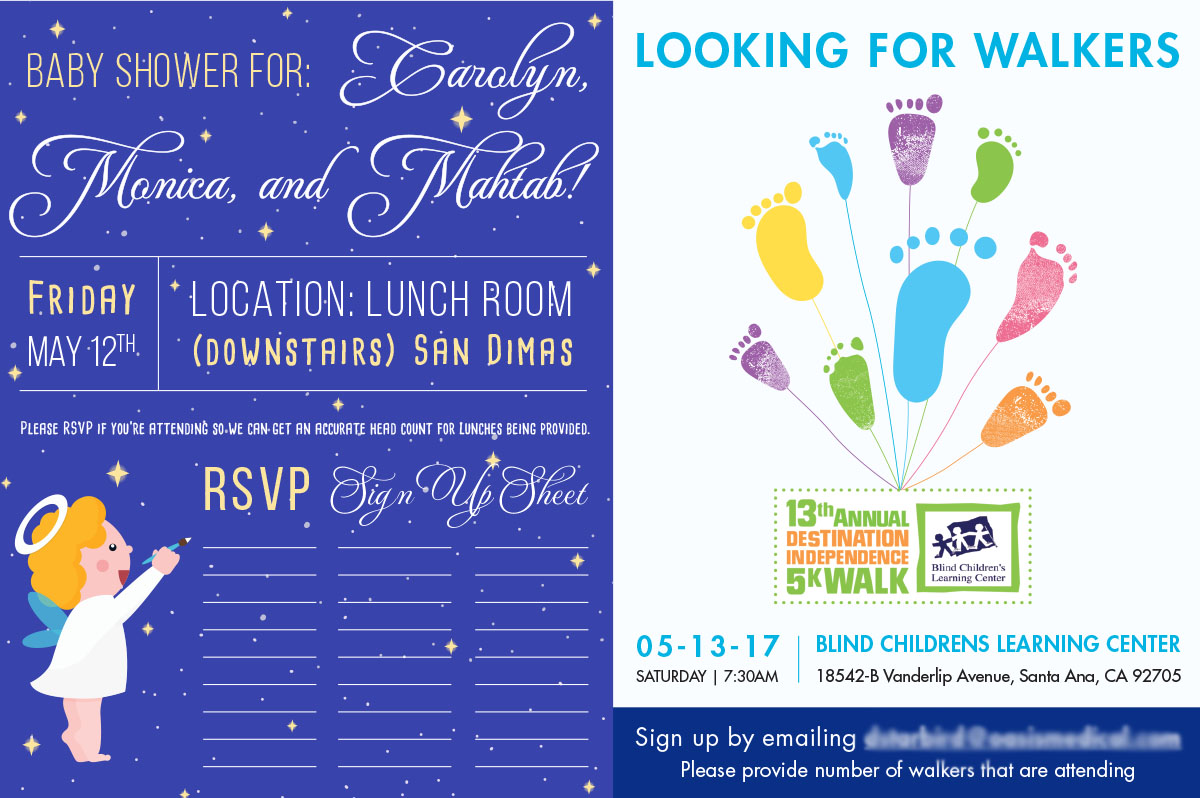 BABY SHOWER FOR: Carolyn,
Monica, and Mahtab!
FRIDAY
MAY 12TH
LOCATION: LUNCH ROOM
(DOWNSTAIRS) SAN DIMAS
PLEASE RSVP IF YOU'RE ATTENDING SO WE CAN GET AN ACCURATE HEAD COUNT FOR LUNCHES BEING PROVIDED.
RSVP Sign Up Sheet
LOOKING FOR WALKERS
13th ANNUAL
DESTINATION
INDEPENDENCE
5K WALK
Blind Children's
Learning Center
05-13-17
SATURDAY | 7:30AM
BLIND CHILDRENS LEARNING CENTER
18542-B Vanderlip Avenue, Santa Ana, CA 92705
Sign up by emailing
Please provide number of walkers that are attending